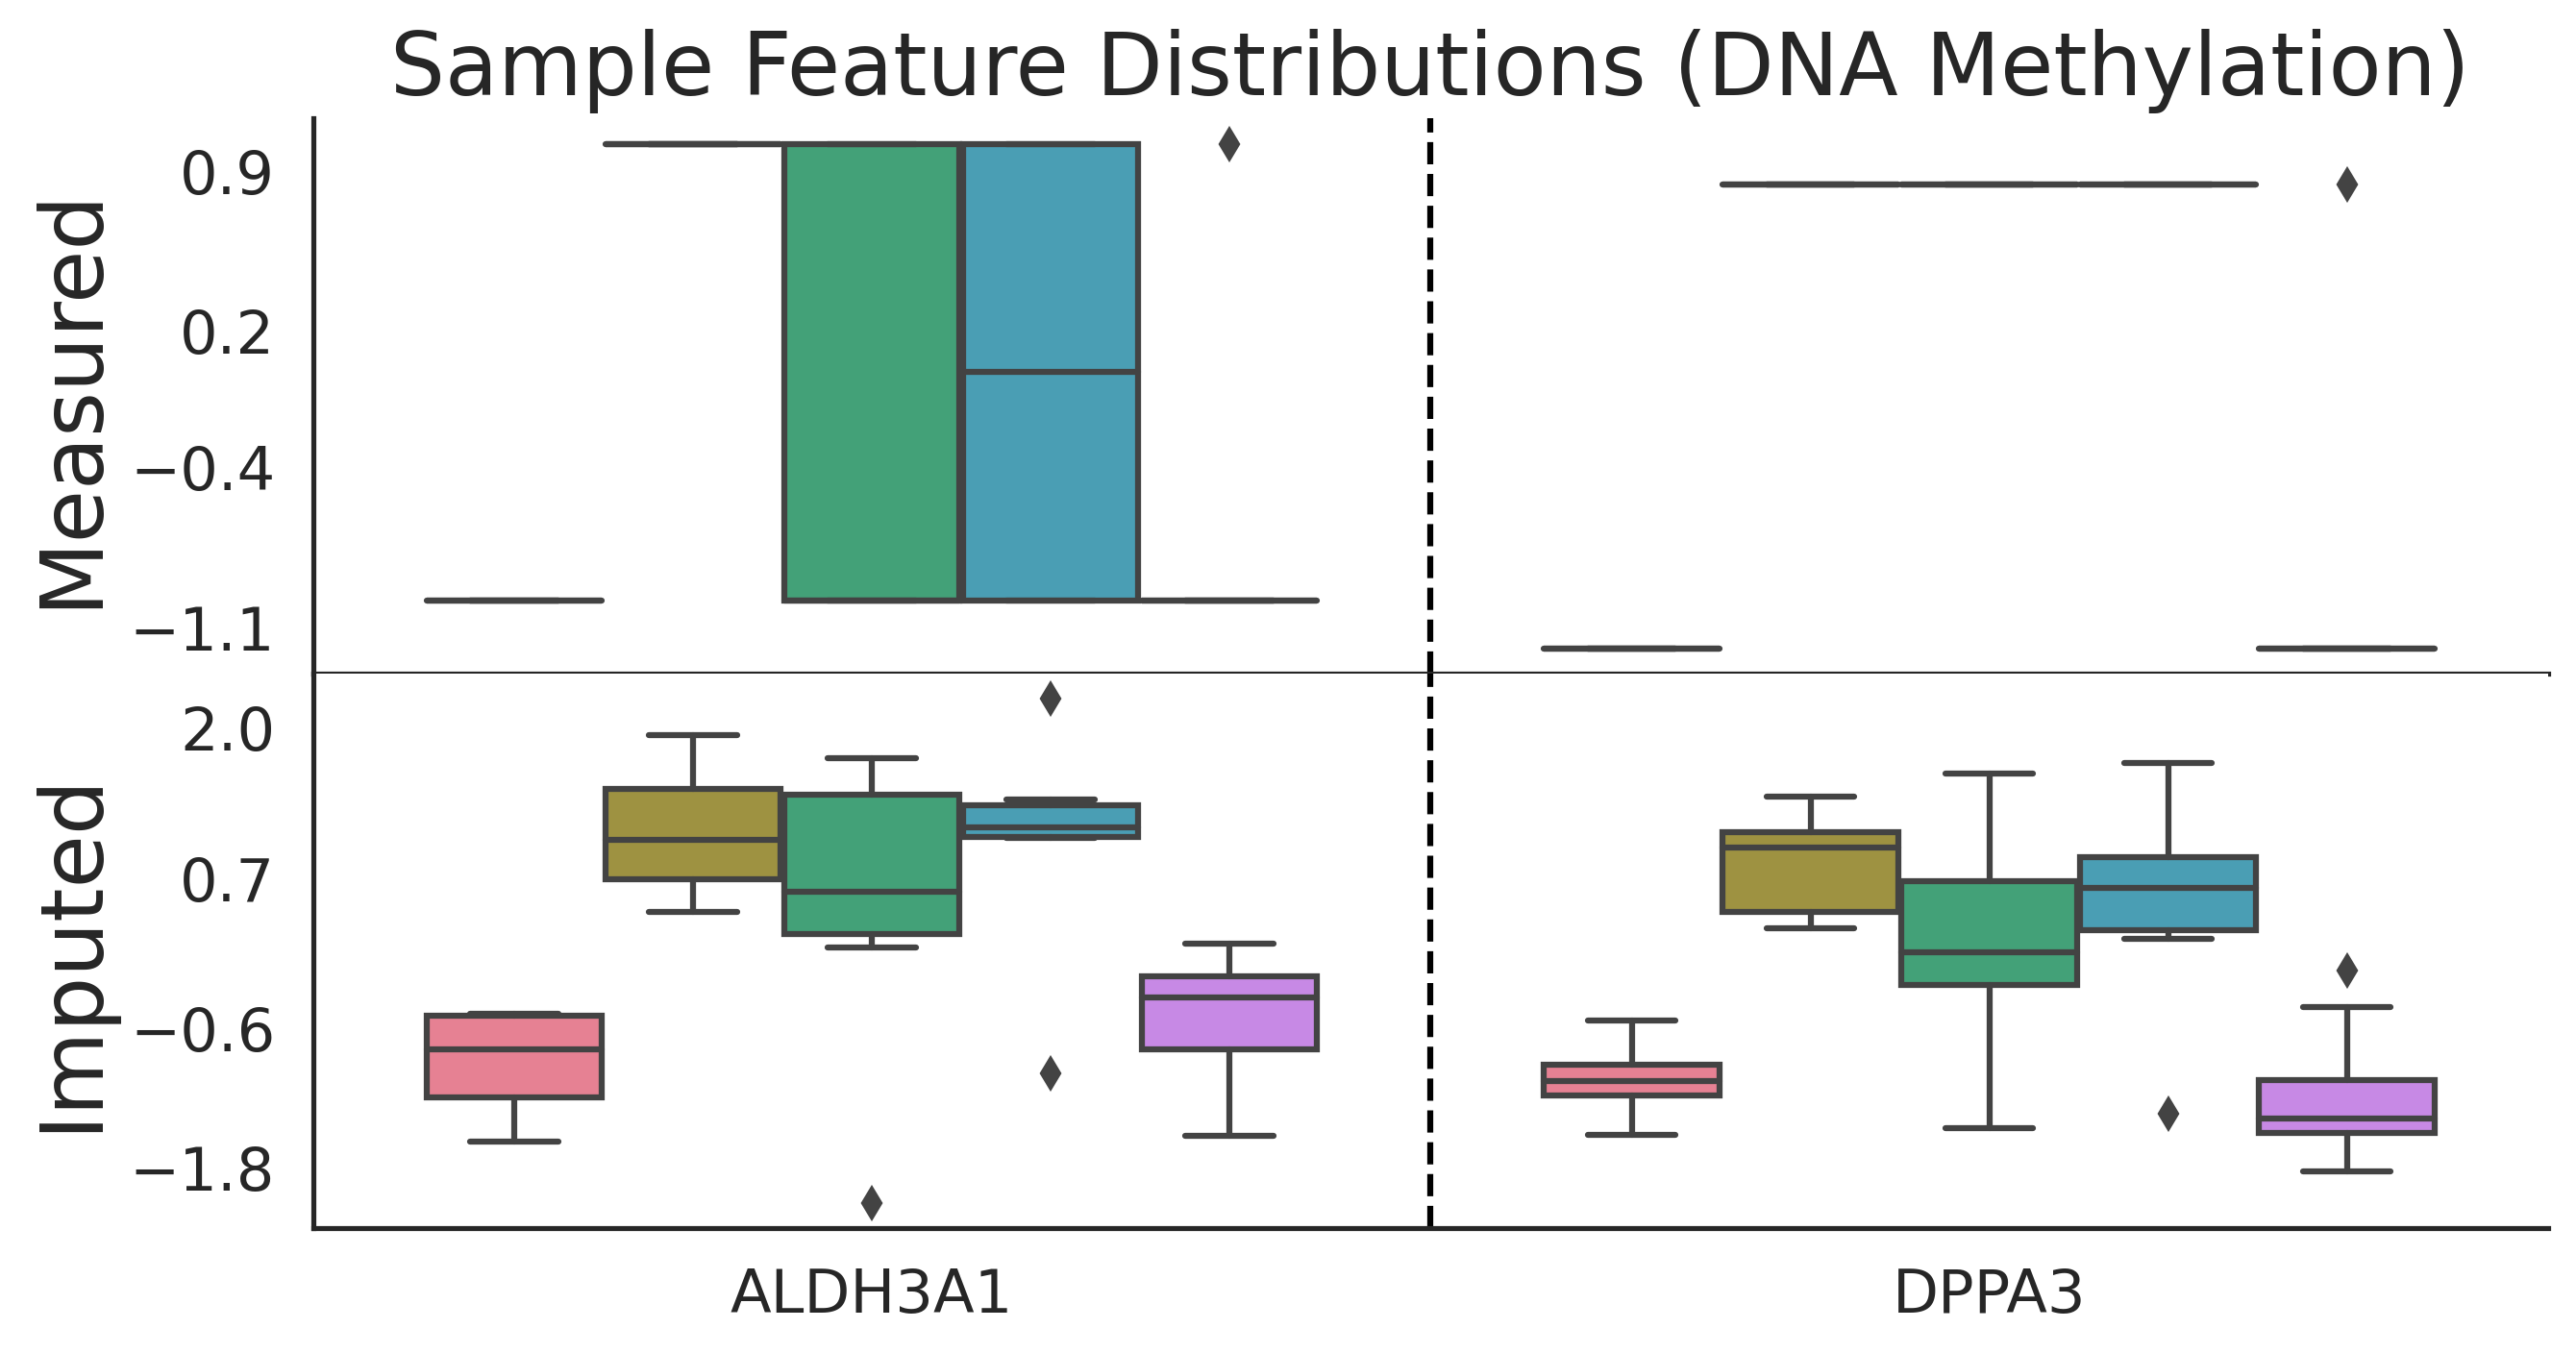 Sample Feature Distributions (DNA Methylation)
Measured
0.9
0.2
−0.4
−1.1
Imputed
2.0
0.7
−0.6
−1.8
ALDH3A1
DPPA3